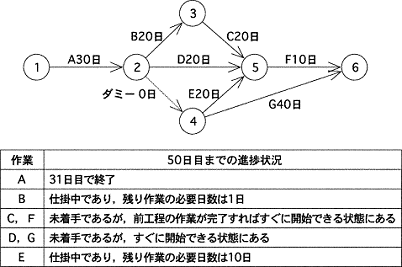 3
B20日
C20日
1
A30日
2
D20日
5
F10日
6
ダミー 0日
E20日
G40日
4
作業
50日目までの進捗状況
A
31日目で終了
B
仕掛中であり，残り作業の必要日数は1日
C，F
未着手であるが，前工程の作業が完了すればすぐに開始できる状態にある
D，G
未着手であるが，すぐに開始できる状態にある
E
仕掛中であり，残り作業の必要日数は10日